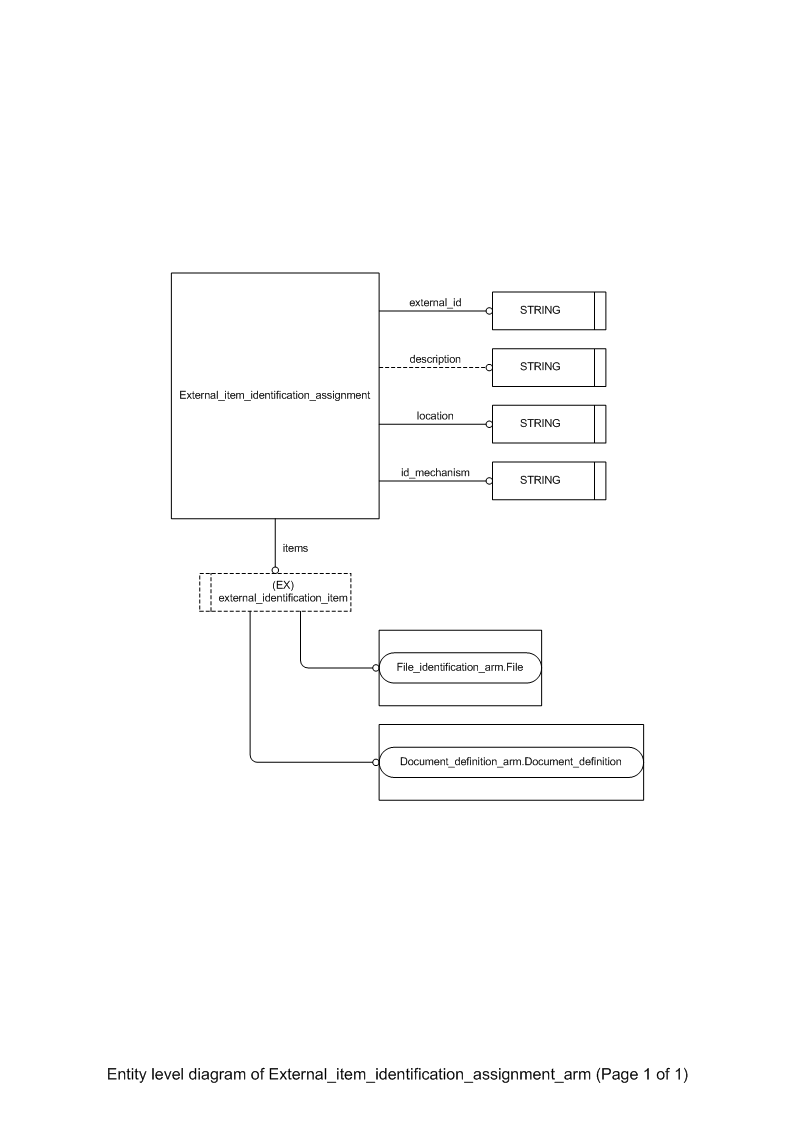 external_id
STRING
description
STRING
External_item_identification_assignment
location
STRING
id_mechanism
STRING
items
(EX)
external_identification_item
File_identification_arm.File
Document_definition_arm.Document_definition
Entity level diagram of External_item_identification_assignment_arm (Page 1 of 1)